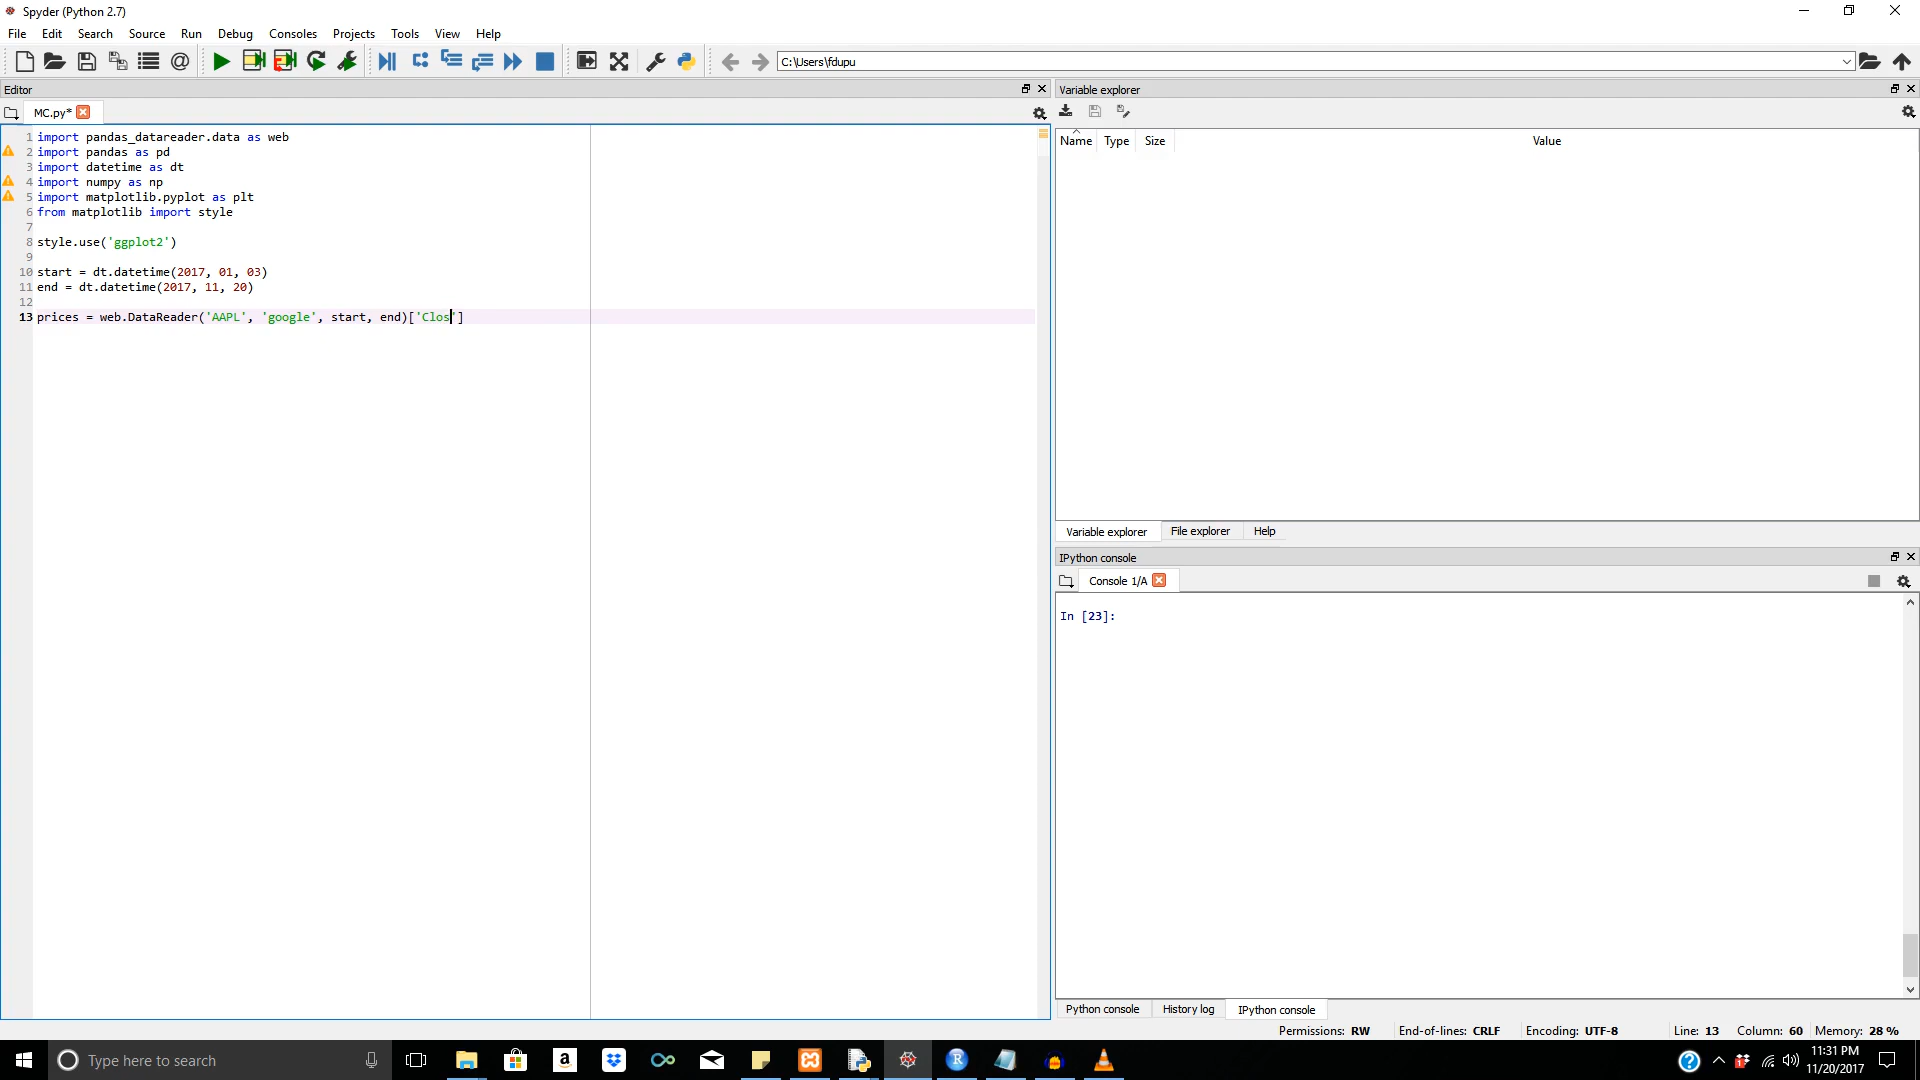 Spyder (Python 2.7)
File Edit Search Source Run Debug Consoles Projects Tools View Help
C:\Users\fdupu
Editor
MC.py*
1 import pandas_datareader.data as web
2 import pandas as pd
3 import datetime as dt
4 import numpy as np
5 import matplotlib.pyplot as plt
6 from matplotlib import style
7
8 style.use('ggplot2')
9
10 start = dt.datetime(2017, 01, 03)
11 end = dt.datetime(2017, 11, 20)
12
13 prices = web.DataReader('AAPL', 'google', start, end)['Clos']
Variable explorer
Name Type Size Value
Variable explorer File explorer Help
IPython console
Console 1/A
In [23]:
Python console History log IPython console
Permissions: RW End-of-lines: CRLF Encoding: UTF-8 Line: 13 Column: 60 Memory: 28 %
Type here to search
11:31 PM
11/20/2017